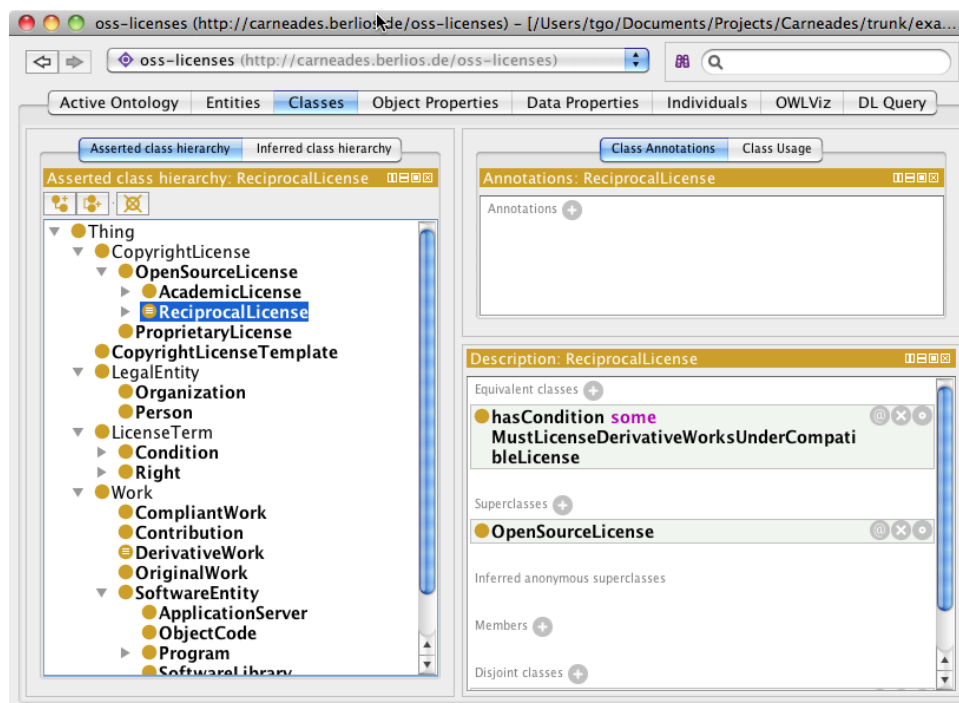 oss-licenses (http://carneades.berlios.de/oss-licenses) – [/Users/tgo/Documents/Projects/Carneades/trunk/exa...
oss-licenses (http://carneades.berlios.de/oss-licenses)
Active Ontology Entities Classes Object Properties Data Properties Individuals OWLViz DL Query
Asserted class hierarchy Inferred class hierarchy
Asserted class hierarchy: ReciprocalLicense
Thing
CopyrightLicense
OpenSourceLicense
AcademicLicense
ReciprocalLicense
ProprietaryLicense
CopyrightLicenseTemplate
LegalEntity
Organization
Person
LicenseTerm
Condition
Right
Work
CompliantWork
Contribution
DerivativeWork
OriginalWork
SoftwareEntity
ApplicationServer
ObjectCode
Program
SoftwareLibrary
Class Annotations Class Usage
Annotations: ReciprocalLicense
Annotations
Description: ReciprocalLicense
Equivalent classes
hasCondition some
MustLicenseDerivativeWorksUnderCompati
bleLicense
Superclasses
OpenSourceLicense
Inferred anonymous superclasses
Members
Disjoint classes